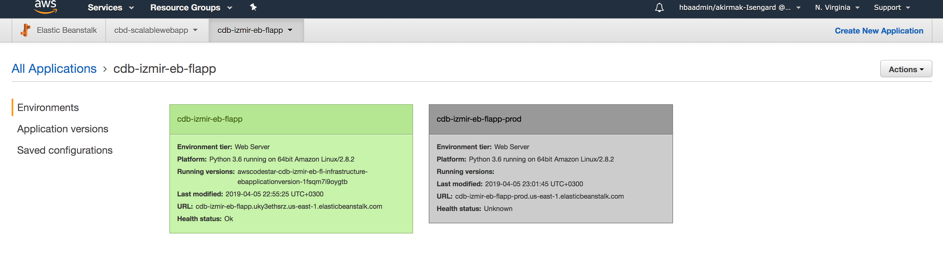 aws
Services
Resource Groups
hbaadmin/akirmak-Isengard @...
N. Virginia
Support
Elastic Beanstalk
cbd-scalablewebapp
cdb-izmir-eb-flapp
Create New Application
All Applications > cdb-izmir-eb-flapp
Actions
Environments
Application versions
Saved configurations
cdb-izmir-eb-flapp
Environment tier: Web Server
Platform: Python 3.6 running on 64bit Amazon Linux/2.8.2
Running versions: awscodestar-cdb-izmir-eb-fl-infrastructure-
ebapplicationversion-1fsqm7i9oygtb
Last modified: 2019-04-05 22:55:25 UTC+0300
URL: cdb-izmir-eb-flapp.uky3ethsrz.us-east-1.elasticbeanstalk.com
Health status: Ok
cdb-izmir-eb-flapp-prod
Environment tier: Web Server
Platform: Python 3.6 running on 64bit Amazon Linux/2.8.2
Running versions:
Last modified: 2019-04-05 23:01:45 UTC+0300
URL: cdb-izmir-eb-flapp-prod.us-east-1.elasticbeanstalk.com
Health status: Unknown